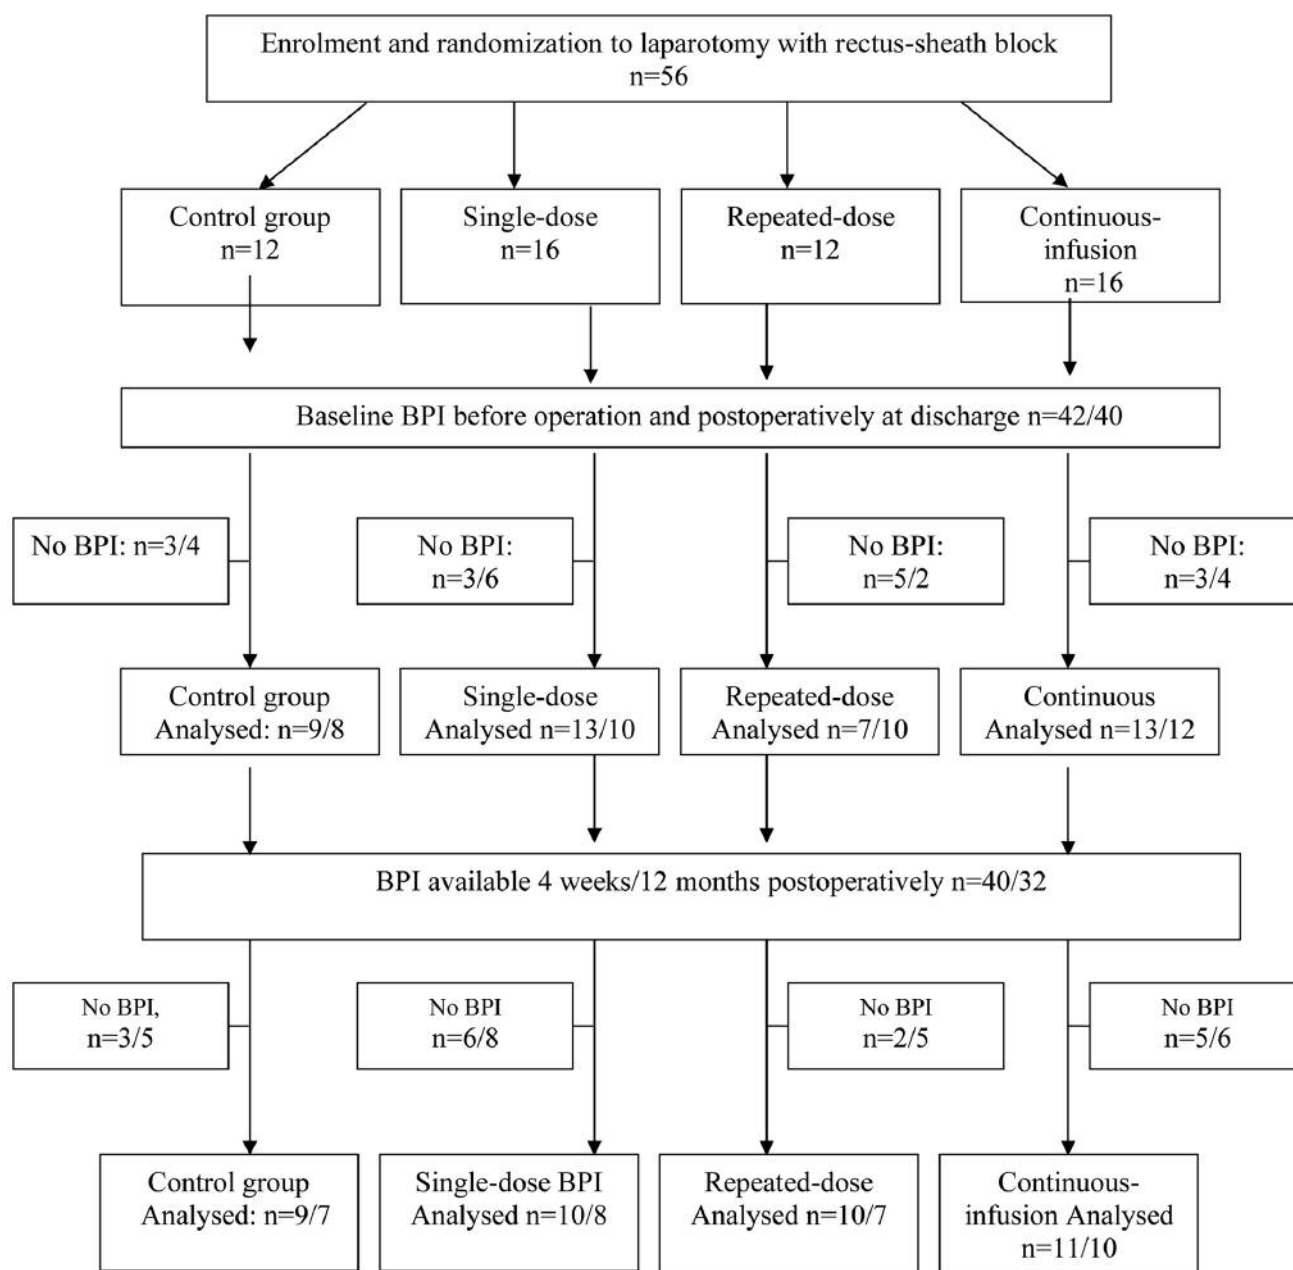 Enrolment and randomization to laparotomy with rectus-sheath block
n=56
Control group
n=12
Single-dose
n=16
Repeated-dose
n=12
Continuous-
infusion
n=16
Baseline BPI before operation and postoperatively at discharge n=42/40
No BPI: n=3/4
No BPI:
n=3/6
No BPI:
n=5/2
No BPI:
n=3/4
Control group
Analysed: n=9/8
Single-dose
Analysed n=13/10
Repeated-dose
Analysed n=7/10
Continuous
Analysed n=13/12
BPI available 4 weeks/12 months postoperatively n=40/32
No BPI,
n=3/5
No BPI
n=6/8
No BPI
n=2/5
No BPI
n=5/6
Control group
Analysed: n=9/7
Single-dose BPI
Analysed n=10/8
Repeated-dose
Analysed n=10/7
Continuous-
infusion Analysed
n=11/10